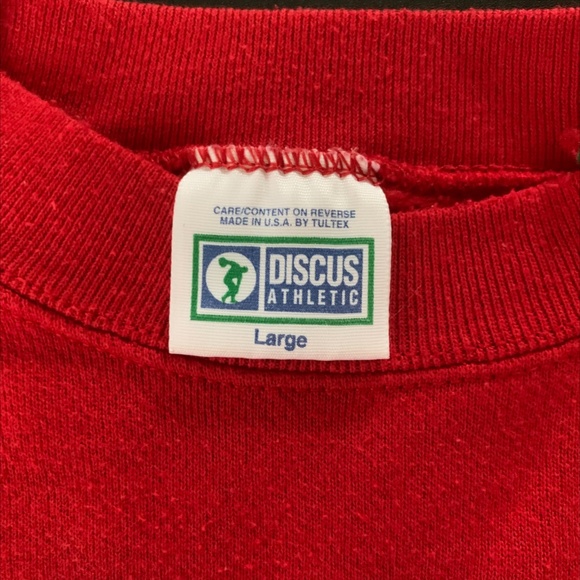 CARE/CONTENT ON REVERSE
MADE IN U.S.A. BY TULTEX
DISCUS
ATHLETIC
Large